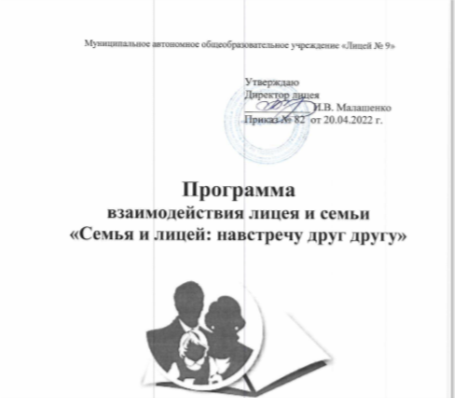 Муниципальное автономное общеобразовательное учреждение «Лицей № 9»
Утверждаю
Директор лицея
И.В. Малашенко
Приказ № 82 от 20.04.2022 г.
Программа
взаимодействия лицея и семьи
«Семья и лицей: навстречу друг другу»